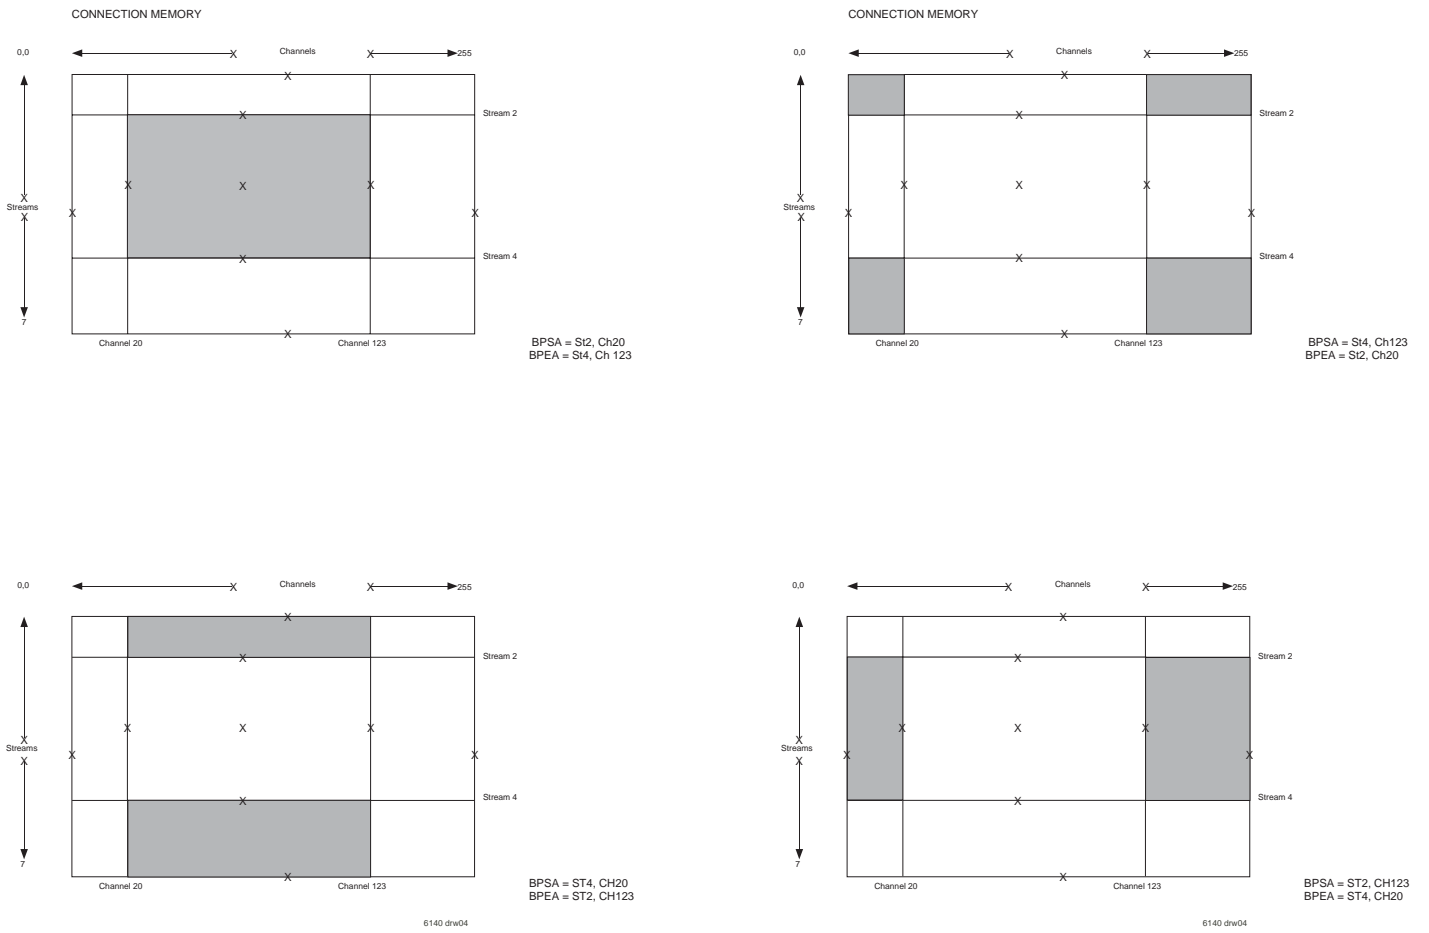 CONNECTION MEMORY
0,0
X
Channels
X
255
X
X
Stream 2
X
X
X
X
Streams
X
X
X
X
Stream 4
7
X
Channel 20
Channel 123
BPSA = St2, Ch20
BPEA = St4, Ch 123
CONNECTION MEMORY
0,0
X
Channels
X
255
X
X
Stream 2
X
X
X
X
Streams
X
X
X
X
Stream 4
7
X
Channel 20
Channel 123
BPSA = St4, Ch123
BPEA = St2, Ch20
0,0
X
Channels
X
255
X
X
Stream 2
X
X
X
X
Streams
X
X
X
X
Stream 4
7
X
Channel 20
Channel 123
BPSA = ST4, CH20
BPEA = ST2, CH123
6140 drw04
0,0
X
Channels
X
255
X
X
Stream 2
X
X
X
X
Streams
X
X
X
X
Stream 4
7
X
Channel 20
Channel 123
BPSA = ST2, CH123
BPEA = ST4, CH20
6140 drw04